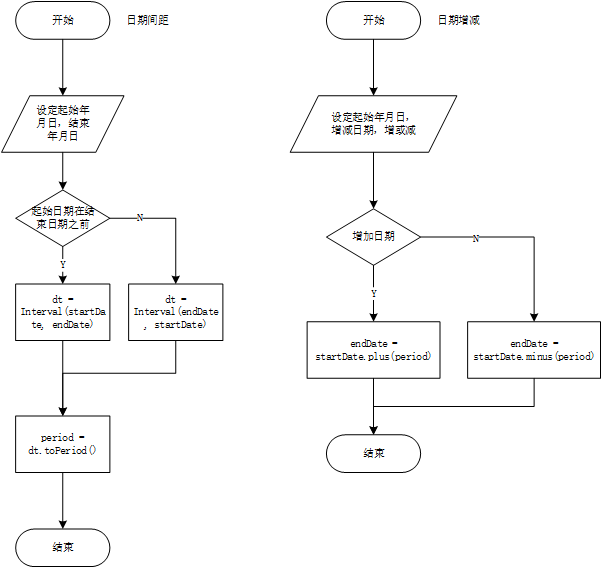 开始
日期间距
设定起始年
月日，结束
年月日
起始日期在结
束日期之前
N
Y
dt =
Interval(startDa
te, endDate)
dt =
Interval(endDate
, startDate)
period =
dt.toPeriod()
结束
开始
日期增减
设定起始年月日，
增减日期，增或减
增加日期
N
Y
endDate =
startDate.plus(period)
endDate =
startDate.minus(period)
结束